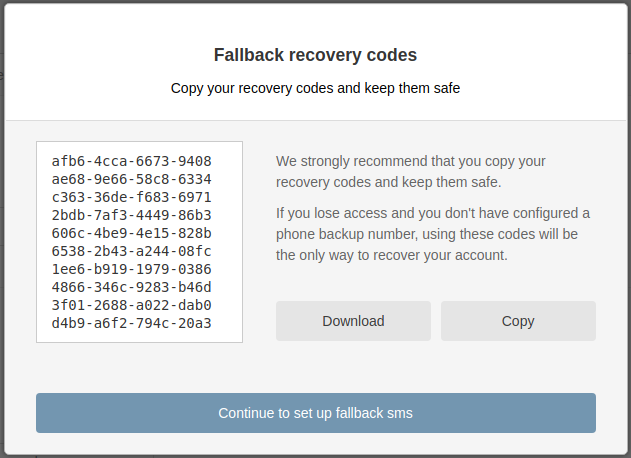 Fallback recovery codes
Copy your recovery codes and keep them safe
afb6-4cca-6673-9408
ae68-9e66-58c8-6334
c363-36de-f683-6971
2bdb-7af3-4449-86b3
606c-4be9-4e15-828b
6538-2b43-a244-08fc
1ee6-b919-1979-0386
4866-346c-9283-b46d
3f01-2688-a022-dab0
d4b9-a6f2-794c-20a3
We strongly recommend that you copy your
recovery codes and keep them safe.
If you lose access and you don't have configured a
phone backup number, using these codes will be
the only way to recover your account.
Download
Copy
Continue to set up fallback sms